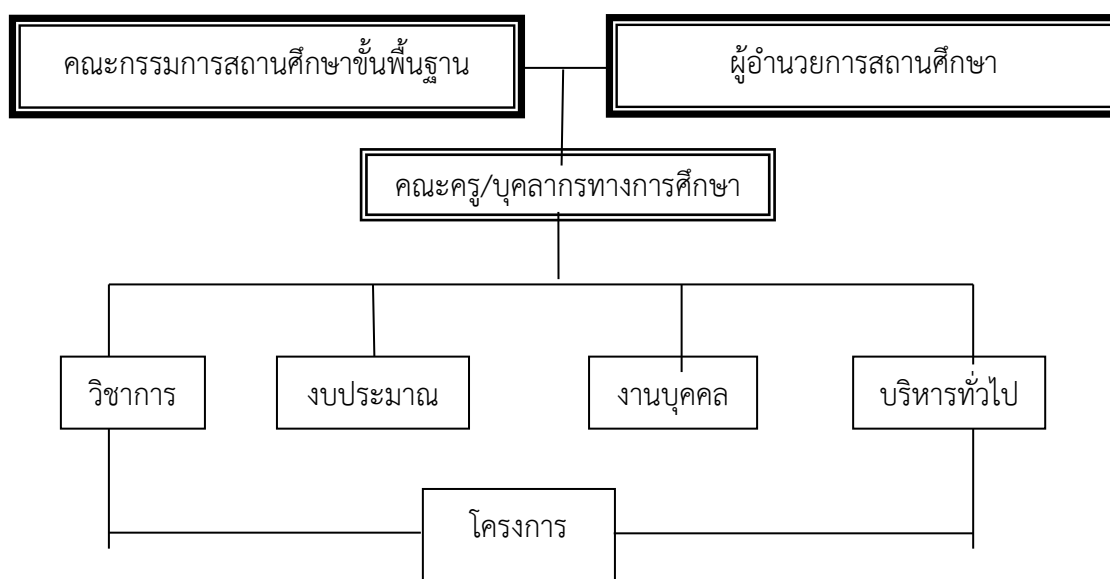 คณะกรรมการสถานศึกษาขั้นพื้นฐาน
ผู้อำนวยการสถานศึกษา
คณะครู/บุคลากรทางการศึกษา
วิชาการ
งบประมาณ
งานบุคคล
บริหารทั่วไป
โครงการ